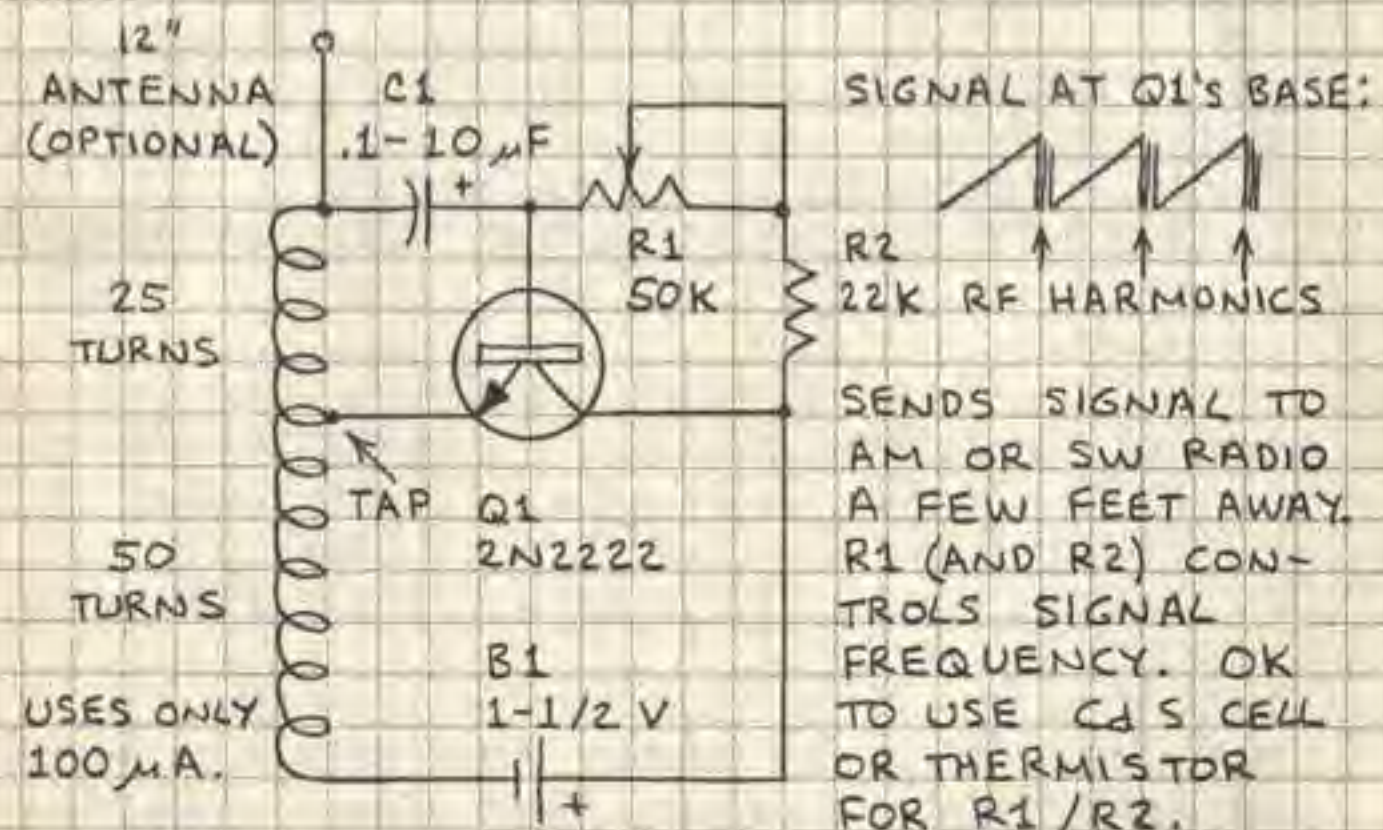 12"
ANTENNA
(OPTIONAL)
C1
.1-10 µF
+
25
TURNS
R1
50K
TAP
Q1
2N2222
50
TURNS
B1
1-1/2 V
+
USES ONLY
100 µA.
SIGNAL AT Q1's BASE:
R2
22K
RF HARMONICS
SENDS SIGNAL TO
AM OR SW RADIO
A FEW FEET AWAY.
R1 (AND R2) CON-
TROLS SIGNAL
FREQUENCY. OK
TO USE CdS CELL
OR THERMISTOR
FOR R1/R2.